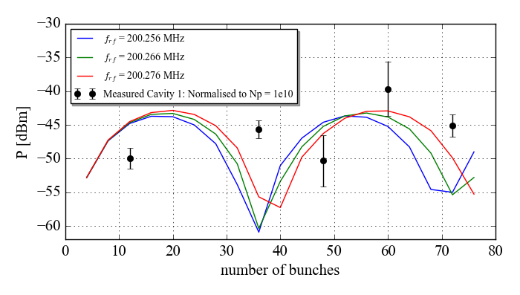 −30
−35
−40
−45
−50
−55
−60
P [dBm]
f_rf = 200.256 MHz
f_rf = 200.266 MHz
f_rf = 200.276 MHz
Measured Cavity 1: Normalised to Np = 1e10
0 10 20 30 40 50 60 70 80
number of bunches